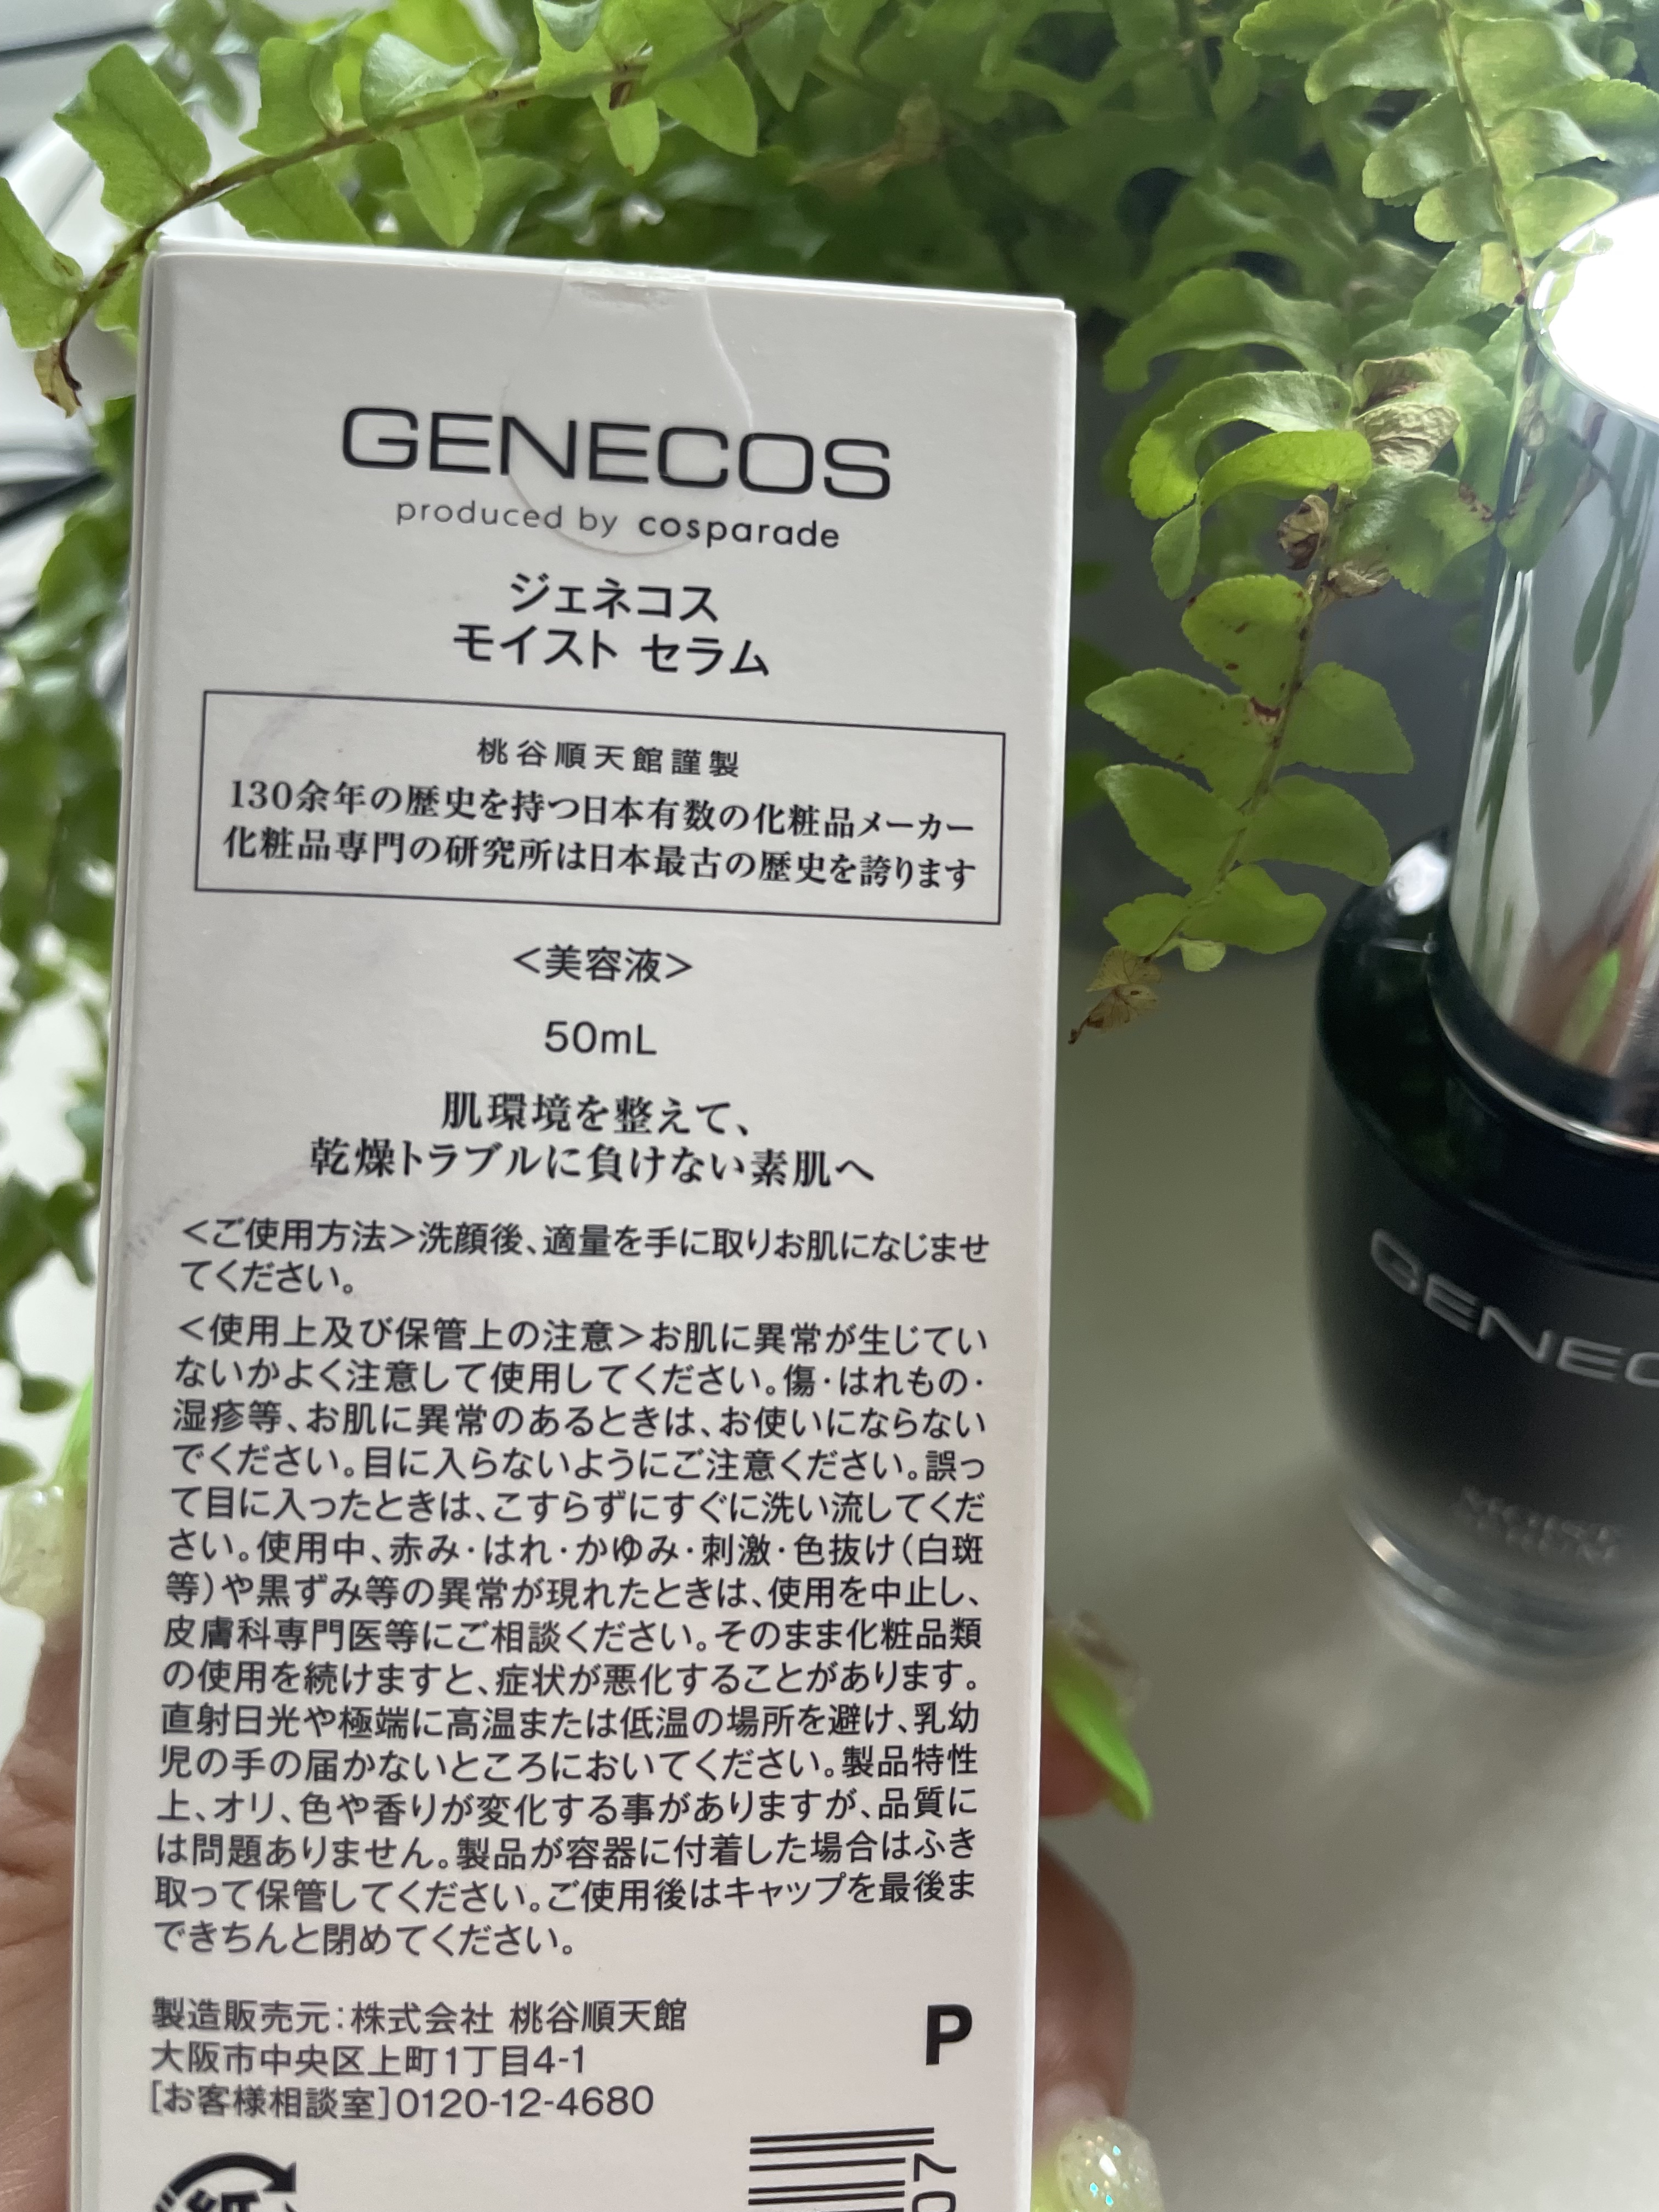 GENECOS
produced by cosparade
ジェネコス
モイスト セラム
桃谷順天館謹製
130余年の歴史を持つ日本有数の化粧品メーカー
化粧品専門の研究所は日本最古の歴史を誇ります
＜美容液＞
50mL
肌環境を整えて、
乾燥トラブルに負けない素肌へ
＜ご使用方法＞洗顔後、適量を手に取りお肌になじませ
てください。
＜使用上及び保管上の注意＞お肌に異常が生じてい
ないかよく注意して使用してください。傷・はれもの・
湿疹等、お肌に異常のあるときは、お使いにならない
でください。目に入らないようにご注意ください。誤っ
て目に入ったときは、こすらずにすぐに洗い流してくだ
さい。使用中、赤み・はれ・かゆみ・刺激・色抜け（白斑
等）や黒ずみ等の異常が現れたときは、使用を中止し、
皮膚科専門医等にご相談ください。そのまま化粧品類
の使用を続けますと、症状が悪化することがあります。
直射日光や極端に高温または低温の場所を避け、乳幼
児の手の届かないところにおいてください。製品特性
上、オリ、色や香りが変化する事がありますが、品質に
は問題ありません。製品が容器に付着した場合はふき
取って保管してください。ご使用後はキャップを最後ま
できちんと閉めてください。
製造販売元：株式会社 桃谷順天館
大阪市中央区上町1丁目4-1
[お客様相談室]0120-12-4680
P
07
GENEC
MOIST